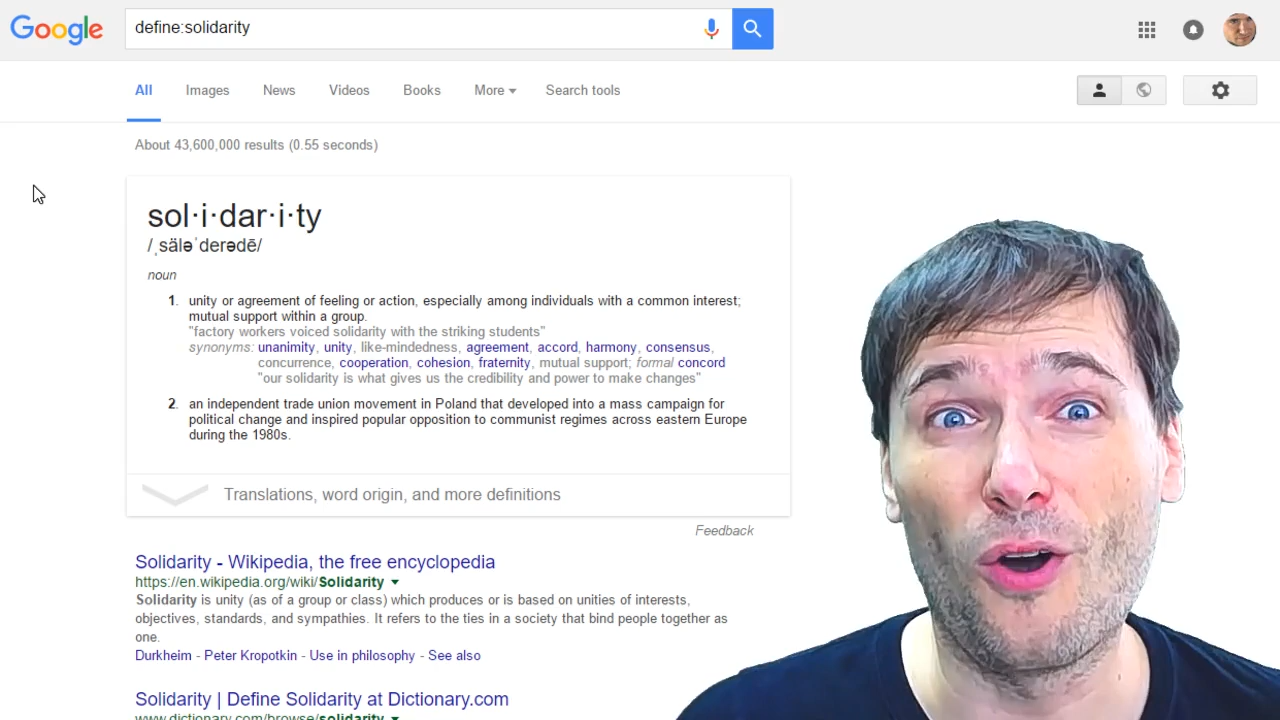 Google
define:solidarity
All Images News Videos Books More Search tools
About 43,600,000 results (0.55 seconds)
sol·i·dar·i·ty
/ˌsäləˈderədē/
noun
1. unity or agreement of feeling or action, especially among individuals with a common interest;
mutual support within a group.
"factory workers voiced solidarity with the striking students"
synonyms: unanimity, unity, like-mindedness, agreement, accord, harmony, consensus,
concurrence, cooperation, cohesion, fraternity, mutual support; formal concord
"our solidarity is what gives us the credibility and power to make changes"
2. an independent trade union movement in Poland that developed into a mass campaign for
political change and inspired popular opposition to communist regimes across eastern Europe
during the 1980s.
Translations, word origin, and more definitions
Feedback
Solidarity - Wikipedia, the free encyclopedia
https://en.wikipedia.org/wiki/Solidarity
Solidarity is unity (as of a group or class) which produces or is based on unities of interests,
objectives, standards, and sympathies. It refers to the ties in a society that bind people together as
one.
Durkheim - Peter Kropotkin - Use in philosophy - See also
Solidarity | Define Solidarity at Dictionary.com
www.dictionary.com/browse/solidarity